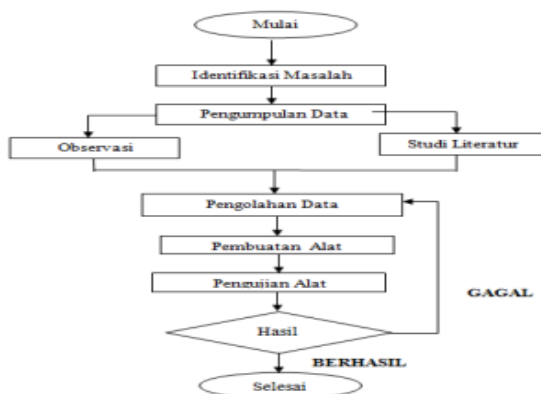 Mulai
Identifikasi Masalah
Pengumpulan Data
Observasi
Studi Literatur
Pengolahan Data
Pembuatan Alat
Pengujian Alat
GAGAL
Hasil
BERHASIL
Selesai